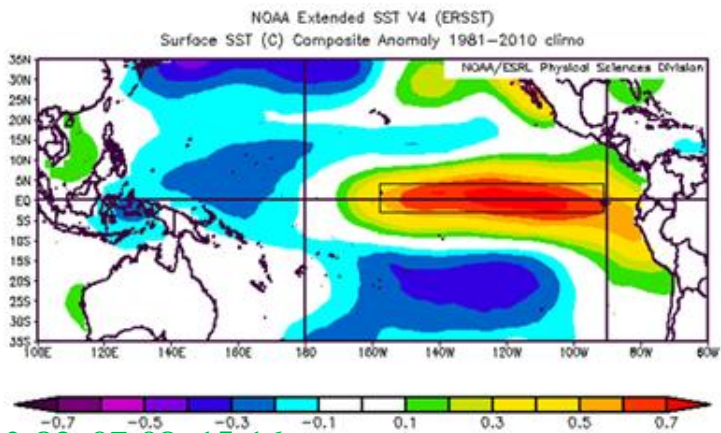 NOAA Extended SST V4 (ERSST)
Surface SST (C) Composite Anomaly 1981-2010 climo
NOAA/ESRL Physical Sciences Division
35N
30N
25N
20N
15N
10N
5N
EQ
5S
10S
15S
20S
25S
30S
35S
100E 120E 140E 160E 180 160W 140W 120W 100W 80W 60W
-0.7 -0.5 -0.3 -0.1 0.1 0.3 0.5 0.7